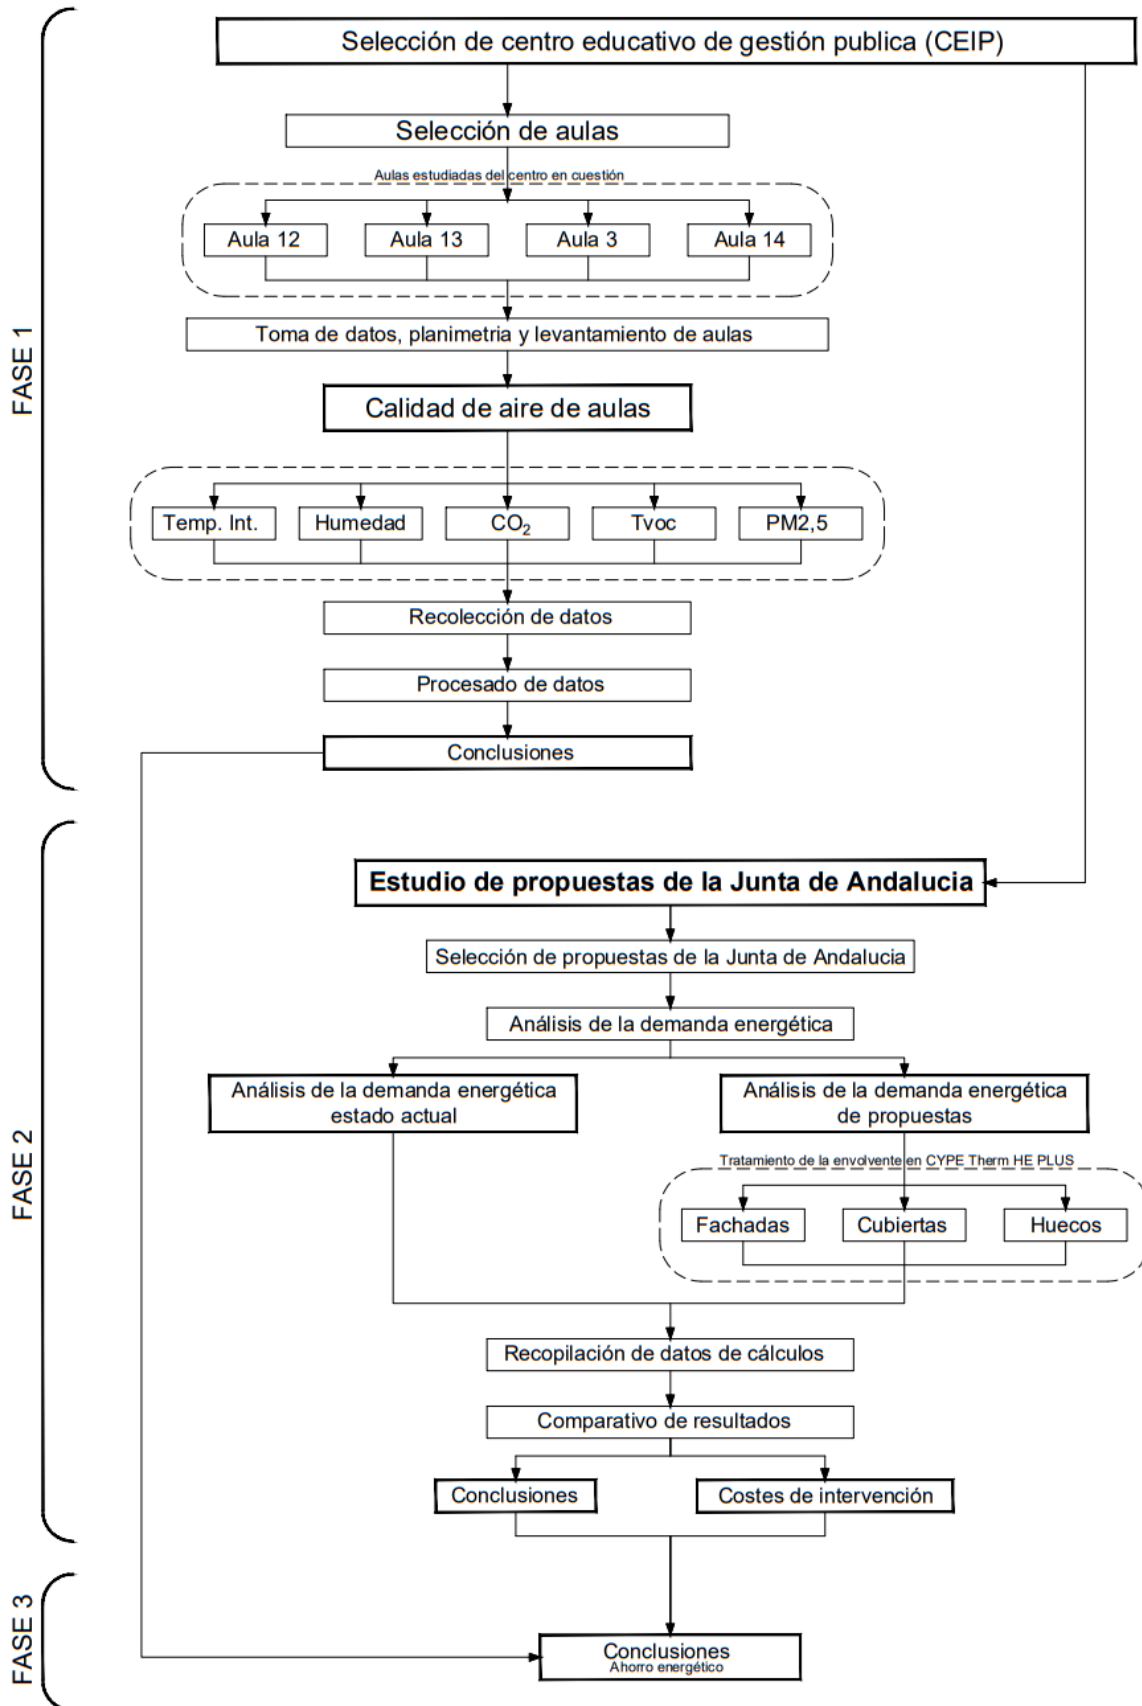 FASE 1
Selección de centro educativo de gestión publica (CEIP)
Selección de aulas
Aulas estudiadas del centro en cuestión
Aula 12
Aula 13
Aula 3
Aula 14
Toma de datos, planimetria y levantamiento de aulas
Calidad de aire de aulas
Temp. Int.
Humedad
CO₂
Tvoc
PM2,5
Recolección de datos
Procesado de datos
Conclusiones
FASE 2
Estudio de propuestas de la Junta de Andalucia
Selección de propuestas de la Junta de Andalucia
Análisis de la demanda energética
Análisis de la demanda energética
estado actual
Análisis de la demanda energética
de propuestas
Tratamiento de la envolvente en CYPE Therm HE PLUS
Fachadas
Cubiertas
Huecos
Recopilación de datos de cálculos
Comparativo de resultados
Conclusiones
Costes de intervención
FASE 3
Conclusiones
Ahorro energético